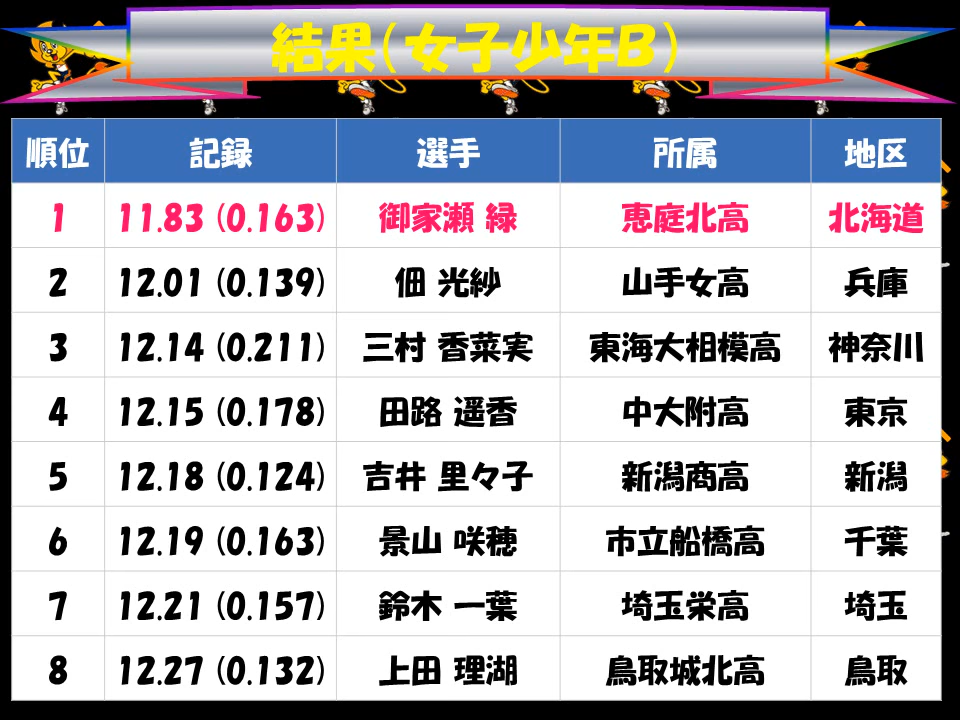 結果(女子少年B)
順位 記録 選手 所属 地区
1 11.83 (0.163) 御家瀬 緑 恵庭北高 北海道
2 12.01 (0.139) 佃 光紗 山手女高 兵庫
3 12.14 (0.211) 三村 香菜実 東海大相模高 神奈川
4 12.15 (0.178) 田路 遥香 中大附高 東京
5 12.18 (0.124) 吉井 里々子 新潟商高 新潟
6 12.19 (0.163) 景山 咲穂 市立船橋高 千葉
7 12.21 (0.157) 鈴木 一葉 埼玉栄高 埼玉
8 12.27 (0.132) 上田 理湖 鳥取城北高 鳥取